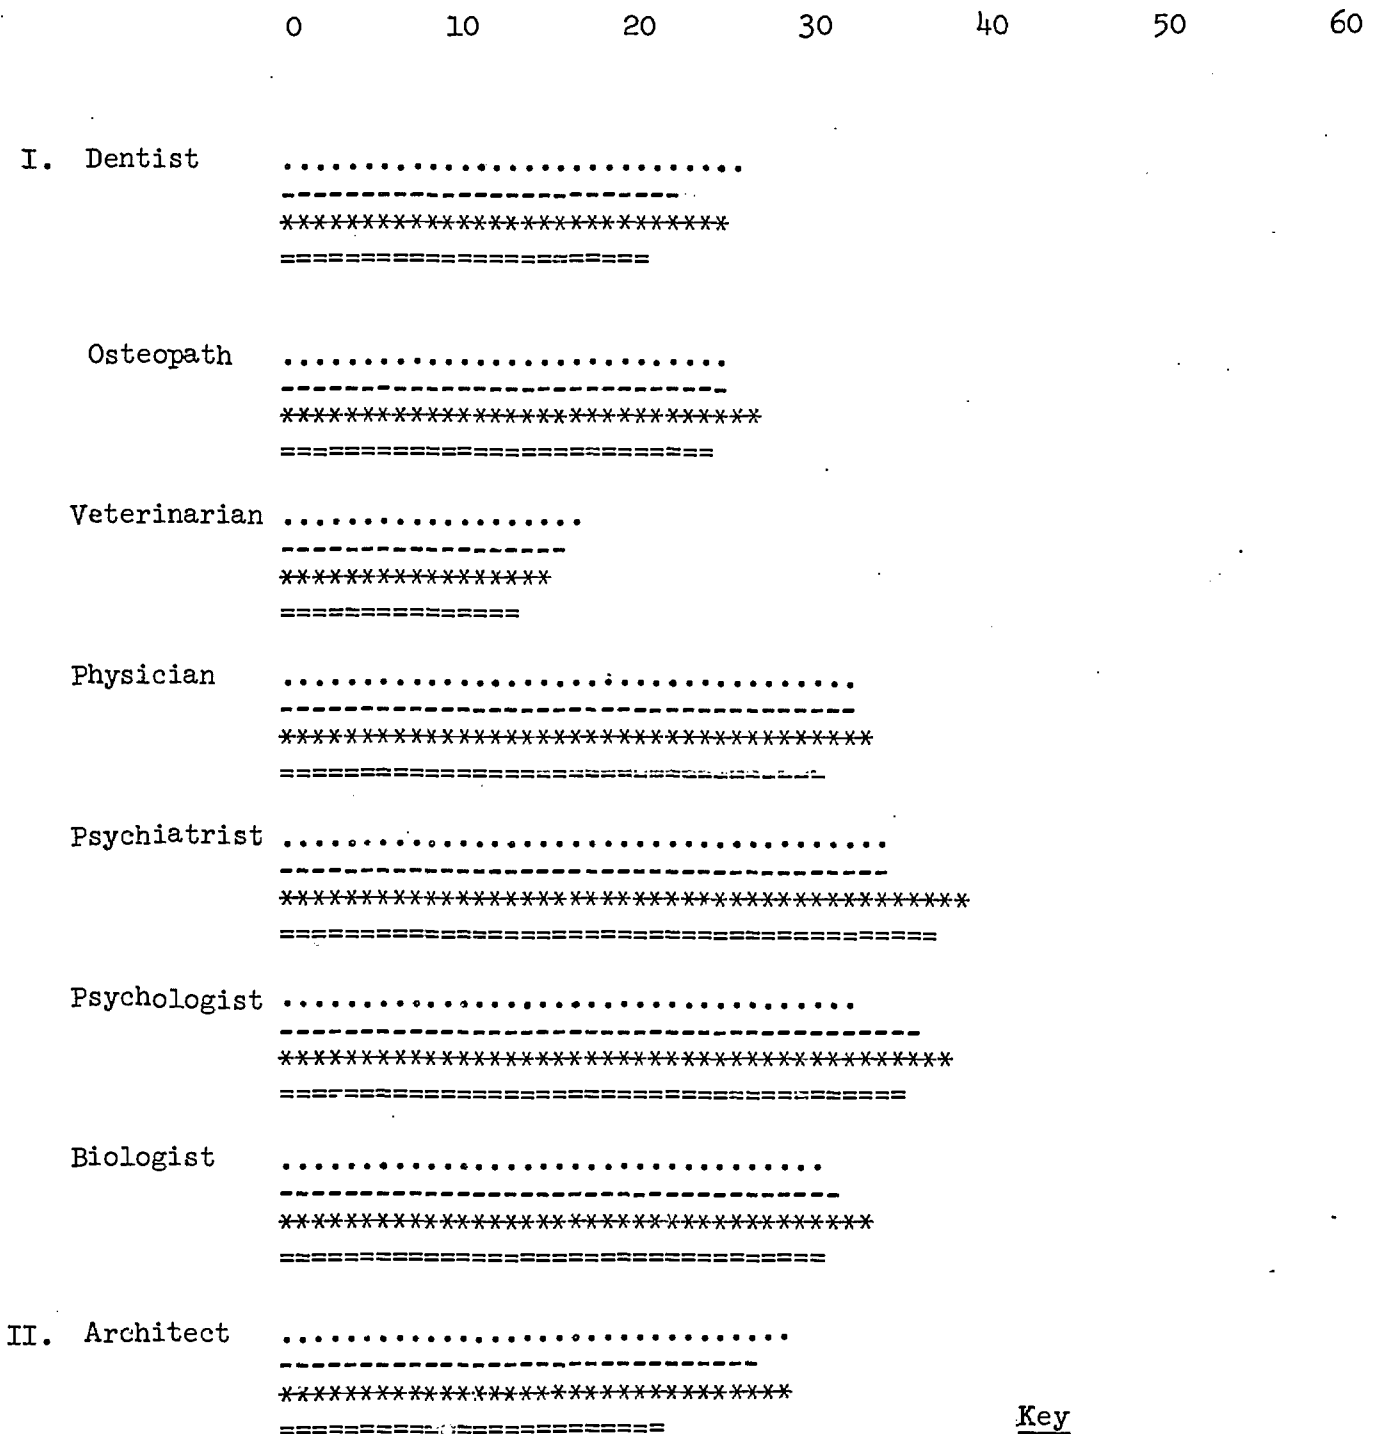 0 10 20 30 40 50 60
I. Dentist
Osteopath
Veterinarian
Physician
Psychiatrist
Psychologist
Biologist
II. Architect
Key